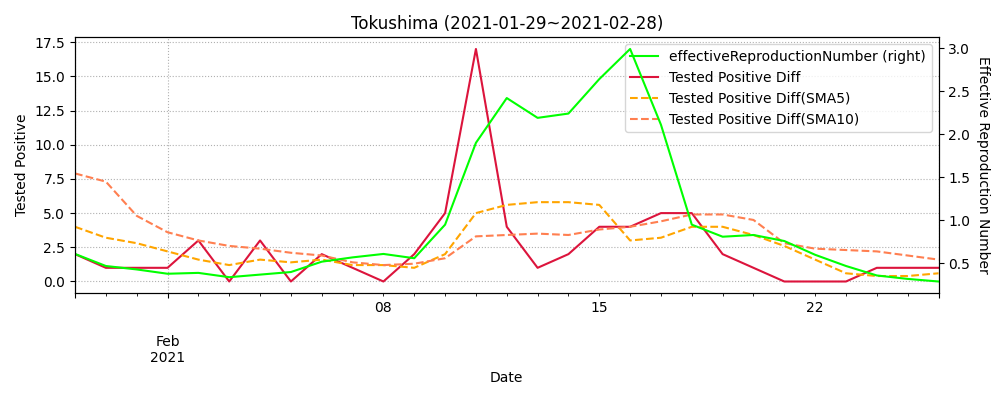 Tokushima (2021-01-29~2021-02-28)
17.5
15.0
12.5
10.0
7.5
5.0
2.5
0.0
Tested Positive
effectiveReproductionNumber (right)
Tested Positive Diff
Tested Positive Diff(SMA5)
Tested Positive Diff(SMA10)
3.0
2.5
2.0
1.5
1.0
0.5
Effective Reproduction Number
08
15
22
Feb
2021
Date